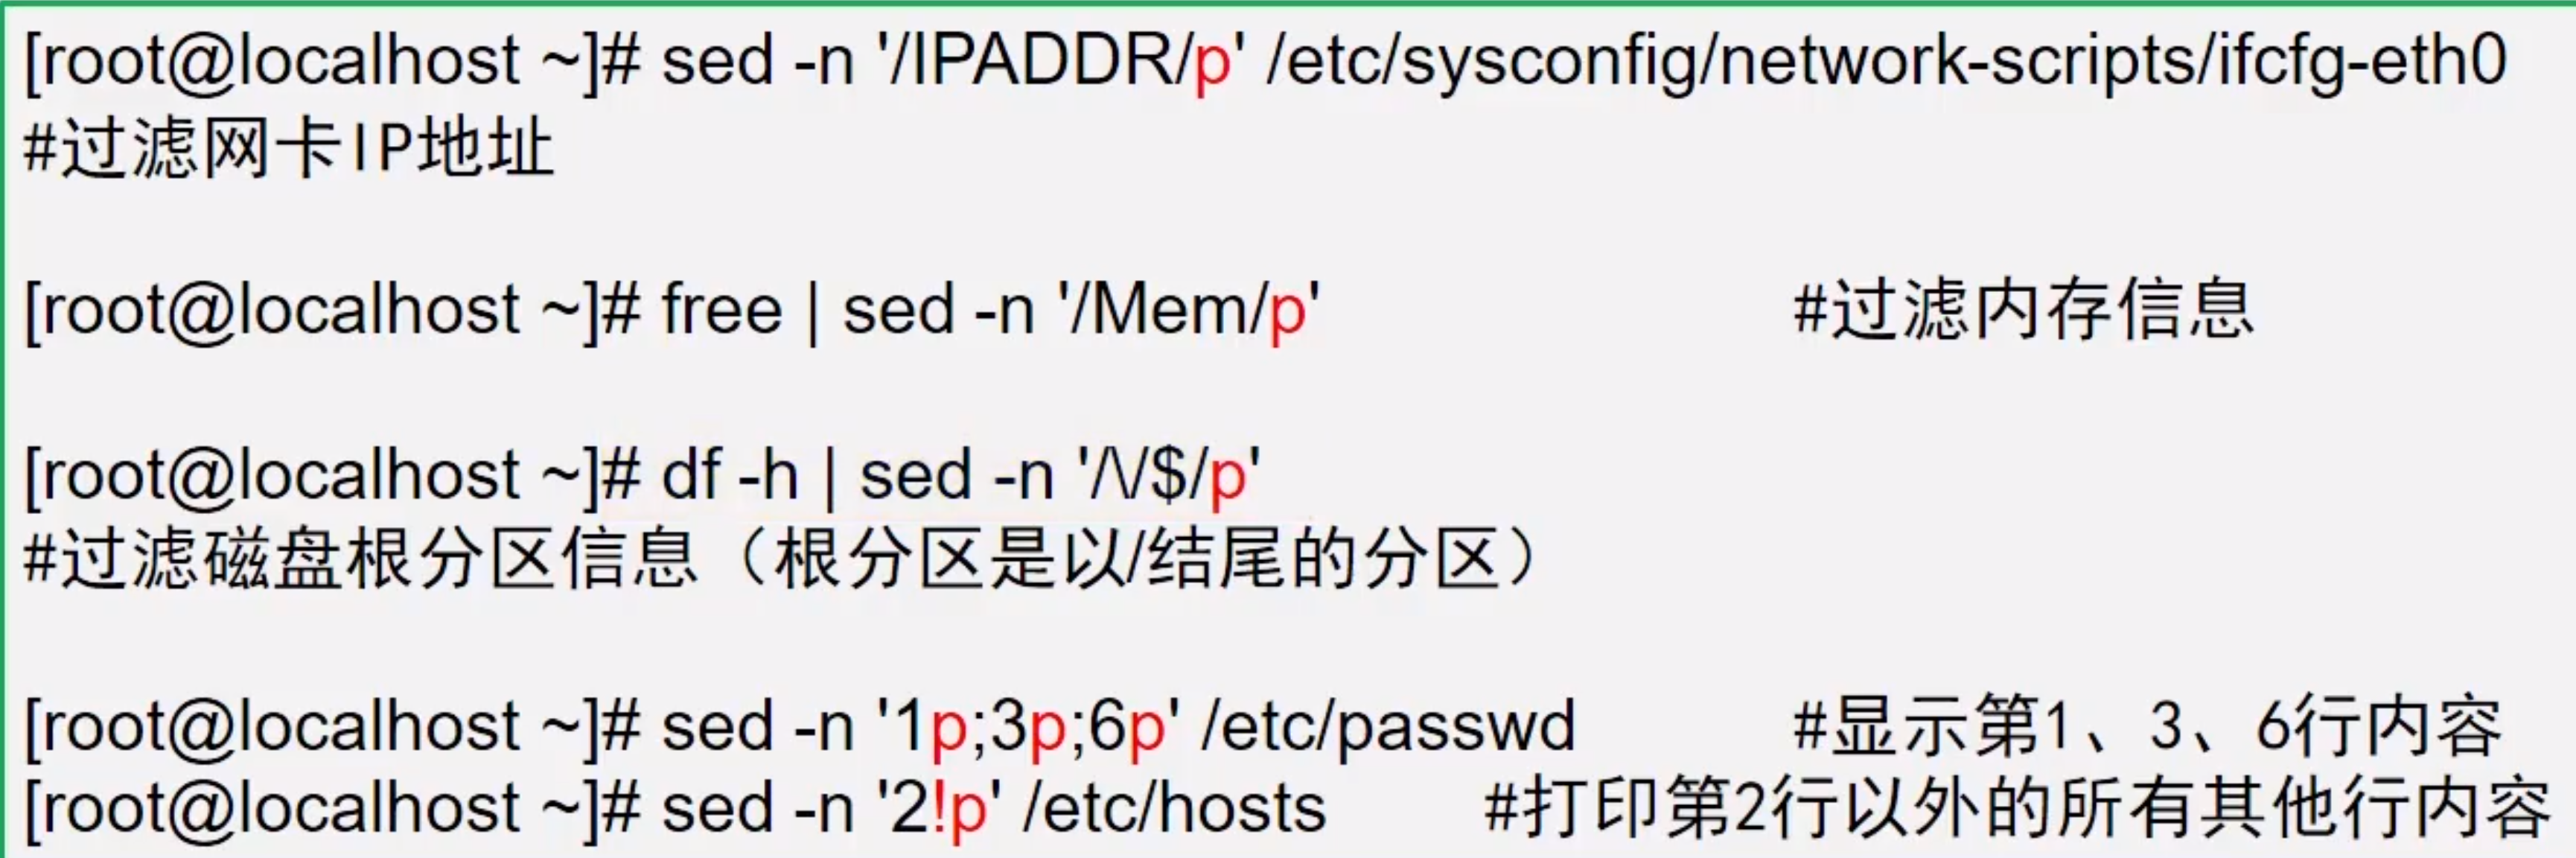 [root@localhost ~]# sed -n '/IPADDR/p' /etc/sysconfig/network-scripts/ifcfg-eth0
#过滤网卡IP地址
[root@localhost ~]# free | sed -n '/Mem/p' #过滤内存信息
[root@localhost ~]# df -h | sed -n '/\/$/p'
#过滤磁盘根分区信息（根分区是以/结尾的分区）
[root@localhost ~]# sed -n '1p;3p;6p' /etc/passwd #显示第1、3、6行内容
[root@localhost ~]# sed -n '2!p' /etc/hosts #打印第2行以外的所有其他行内容